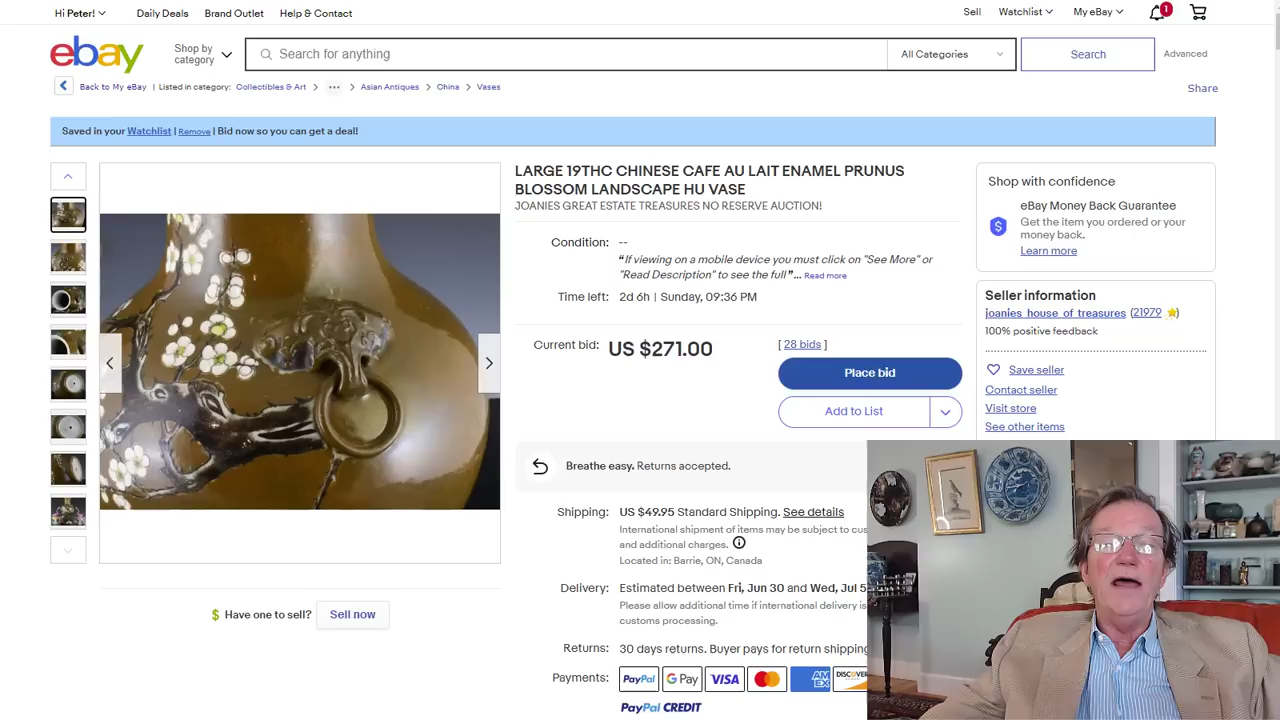 Hi Peter!
Daily Deals
Brand Outlet
Help & Contact
Sell
Watchlist
My eBay
1
ebay
Shop by
category
Search for anything
All Categories
Search
Advanced
Back to My eBay | Listed in category: Collectibles & Art > ... > Asian Antiques > China > Vases
Share
Saved in your Watchlist | Remove | Bid now so you can get a deal!
LARGE 19THC CHINESE CAFE AU LAIT ENAMEL PRUNUS
BLOSSOM LANDSCAPE HU VASE
JOANIES GREAT ESTATE TREASURES NO RESERVE AUCTION!
Condition: --
“If viewing on a mobile device you must click on "See More" or
"Read Description" to see the full” ... Read more
Time left: 2d 6h | Sunday, 09:36 PM
Current bid: US $271.00
[ 28 bids ]
Place bid
Add to List
Breathe easy. Returns accepted.
Shipping: US $49.95 Standard Shipping. See details
International shipment of items may be subject to cus
and additional charges.
Located in: Barrie, ON, Canada
Delivery: Estimated between Fri, Jun 30 and Wed, Jul 5
Please allow additional time if international delivery is
customs processing.
Returns: 30 days returns. Buyer pays for return shipping
Payments: PayPal G Pay VISA MasterCard AM EX DISCOV
PayPal CREDIT
Shop with confidence
eBay Money Back Guarantee
Get the item you ordered or your
money back.
Learn more
Seller information
joanies_house_of_treasures (21979)
100% positive feedback
Save seller
Contact seller
Visit store
See other items
$ Have one to sell? Sell now